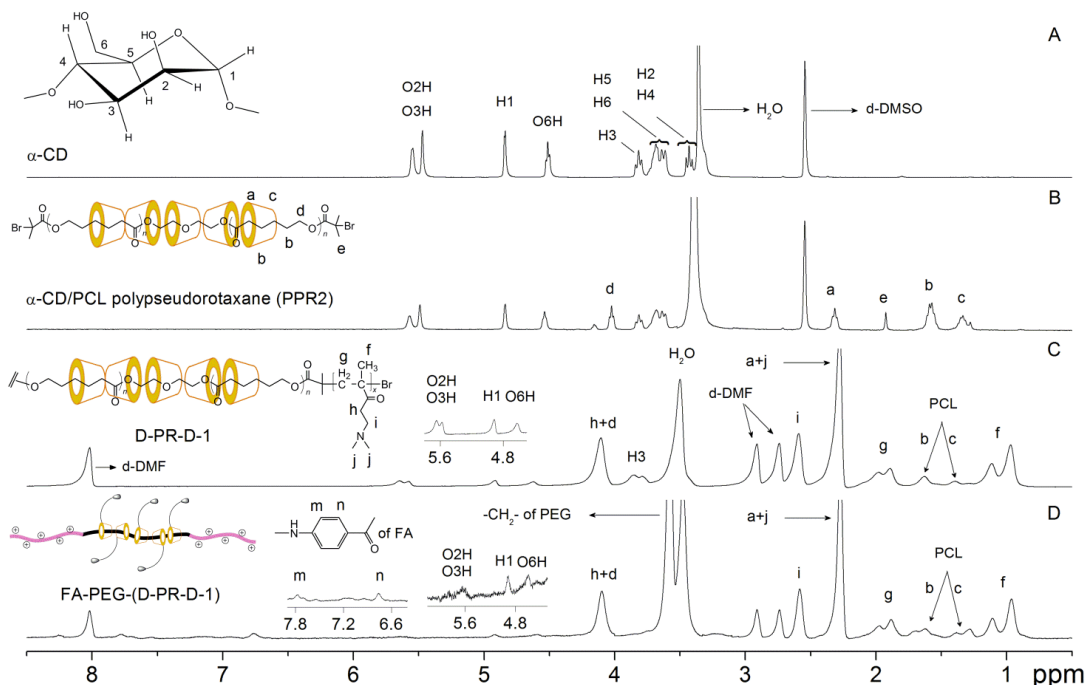 A
HO
6
H
HO
O
H
4
5
1
2
H
HO
3
H
H
O
O
α-CD
O2H
O3H
H1
O6H
H3
H5
H6
H2
H4
H₂O
d-DMSO
B
Br
O
O
n
O
O
O
O
O
n
O
O
Br
a
c
d
b
b
e
α-CD/PCL polypseudorotaxane (PPR2)
d
a
e
b
c
C
O
O
n
O
O
O
O
O
n
O
O
g
H₂
C
f
CH₃
x
Br
O
h
i
N
j
j
D-PR-D-1
d-DMF
O2H
O3H
H1
O6H
5.6
4.8
h+d
H3
H₂O
d-DMF
i
a+j
g
PCL
b
c
f
D
FA-PEG-(D-PR-D-1)
H
N
m
n
O
of FA
m
n
7.8
7.2
6.6
O2H
O3H
H1
O6H
5.6
4.8
-CH₂- of PEG
h+d
i
a+j
g
PCL
b
c
f
8
7
6
5
4
3
2
1
ppm